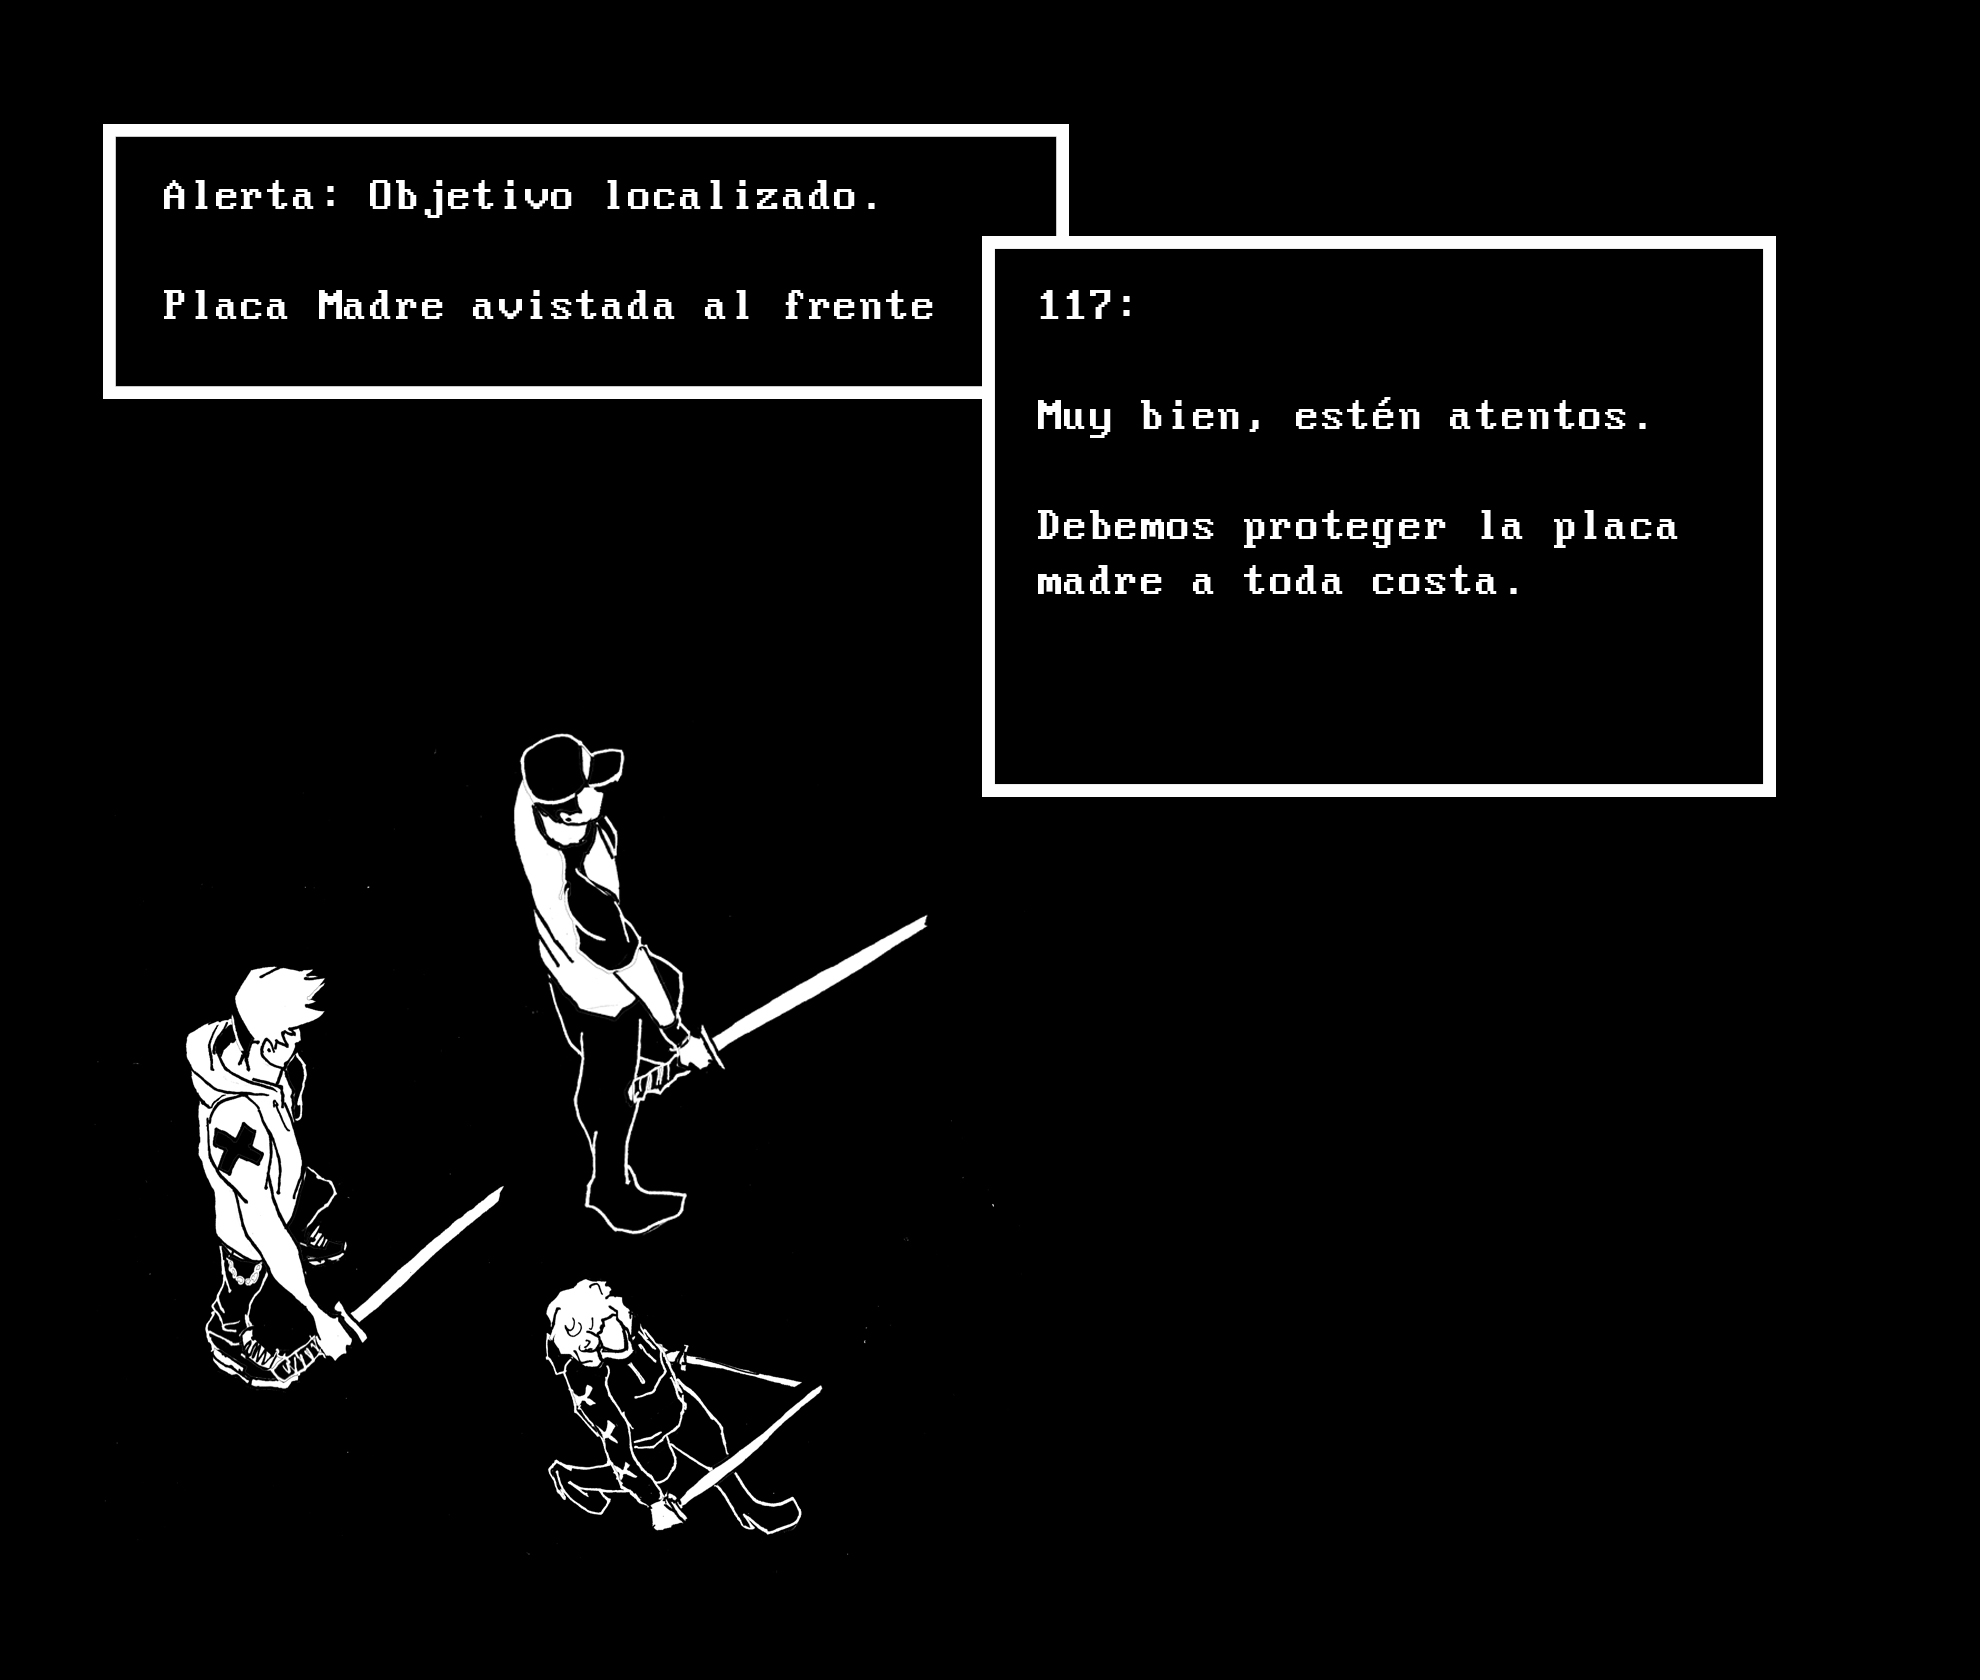 Alerta: Objetivo localizado.
Placa Madre avistada al frente
117:
Muy bien, estén atentos.
Debemos proteger la placa
madre a toda costa.